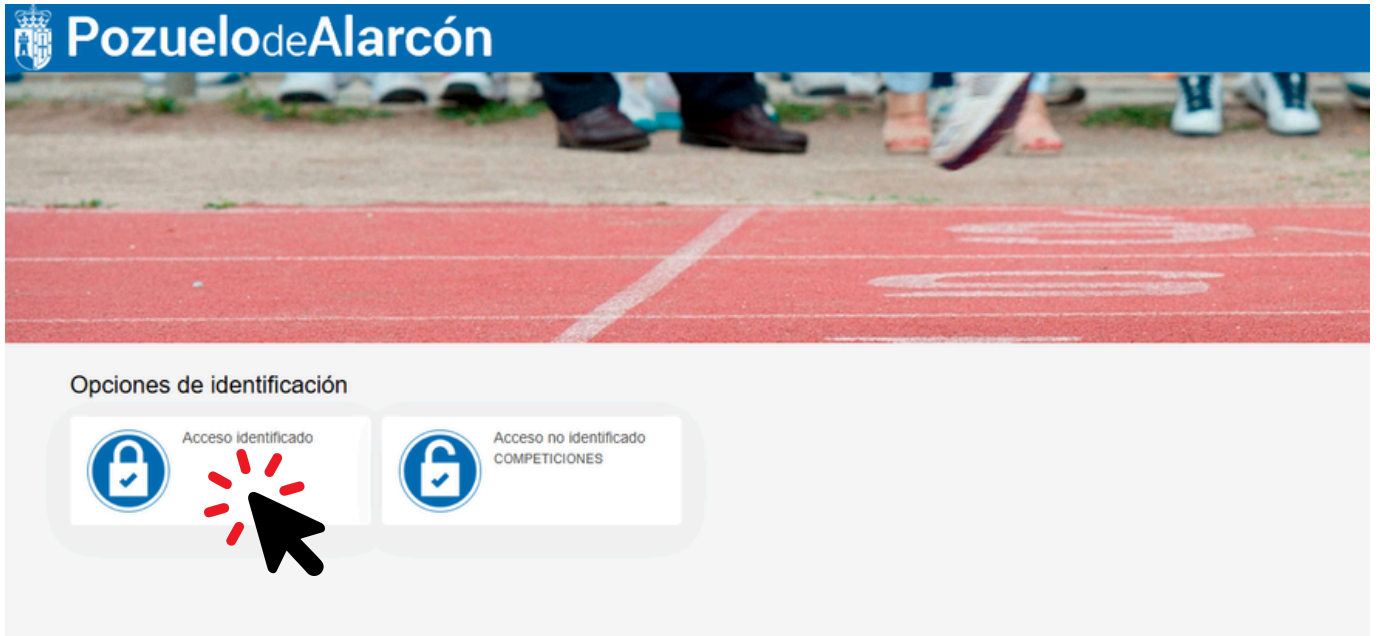 PozuelodeAlarcón
Opciones de identificación
Acceso identificado
Acceso no identificado
COMPETICIONES